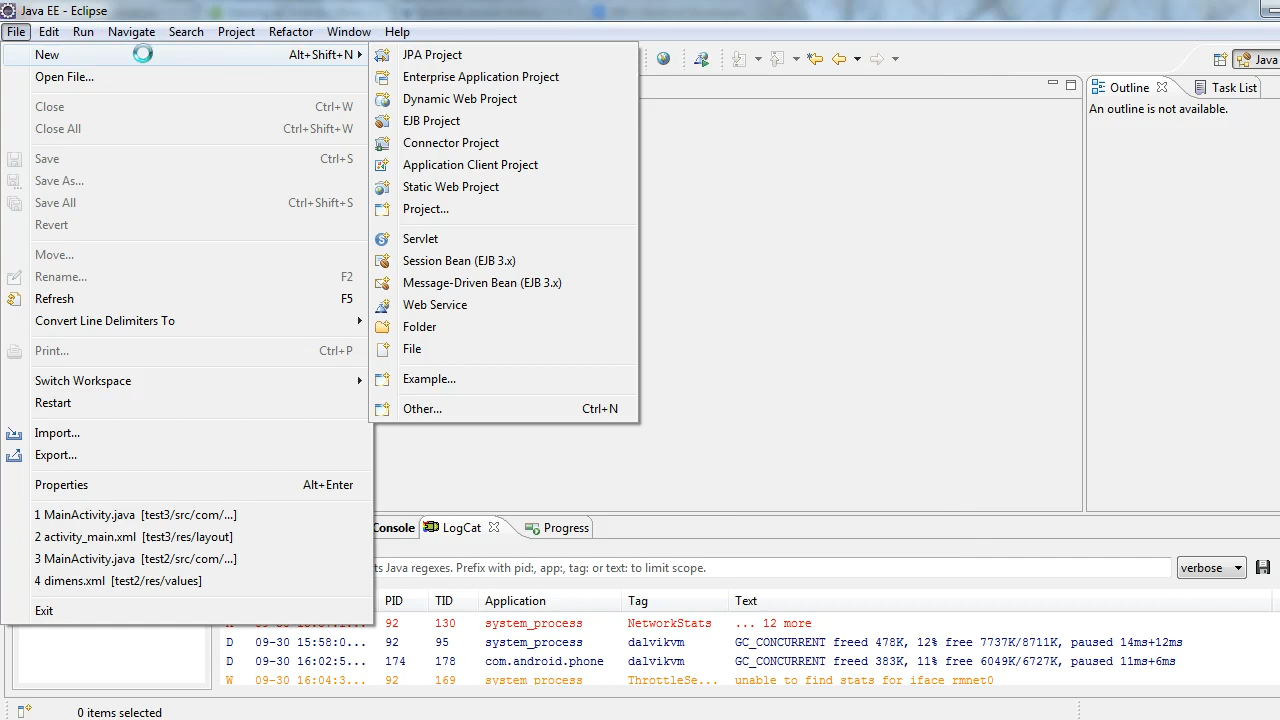 Java EE - Eclipse
File Edit Run Navigate Search Project Refactor Window Help
New Alt+Shift+N
Open File...
Close Ctrl+W
Close All Ctrl+Shift+W
Save Ctrl+S
Save As...
Save All Ctrl+Shift+S
Revert
Move...
Rename... F2
Refresh F5
Convert Line Delimiters To
Print... Ctrl+P
Switch Workspace
Restart
Import...
Export...
Properties Alt+Enter
1 MainActivity.java [test3/src/com/...]
2 activity_main.xml [test3/res/layout]
3 MainActivity.java [test2/src/com/...]
4 dimens.xml [test2/res/values]
Exit
JPA Project
Enterprise Application Project
Dynamic Web Project
EJB Project
Connector Project
Application Client Project
Static Web Project
Project...
Servlet
Session Bean (EJB 3.x)
Message-Driven Bean (EJB 3.x)
Web Service
Folder
File
Example...
Other... Ctrl+N
Java
Outline Task List
An outline is not available.
Console LogCat Progress
Java regexes. Prefix with pid:, app:, tag: or text: to limit scope. verbose
PID TID Application Tag Text
92 130 system_process NetworkStats ... 12 more
D 09-30 15:58:0... 92 95 system_process dalvikvm GC_CONCURRENT freed 478K, 12% free 7737K/8711K, paused 14ms+12ms
D 09-30 16:02:5... 174 178 com.android.phone dalvikvm GC_CONCURRENT freed 383K, 11% free 6049K/6727K, paused 11ms+6ms
W 09-30 16:04:3... 92 169 system_process ThrottleSe... unable to find stats for iface rmnet0
0 items selected